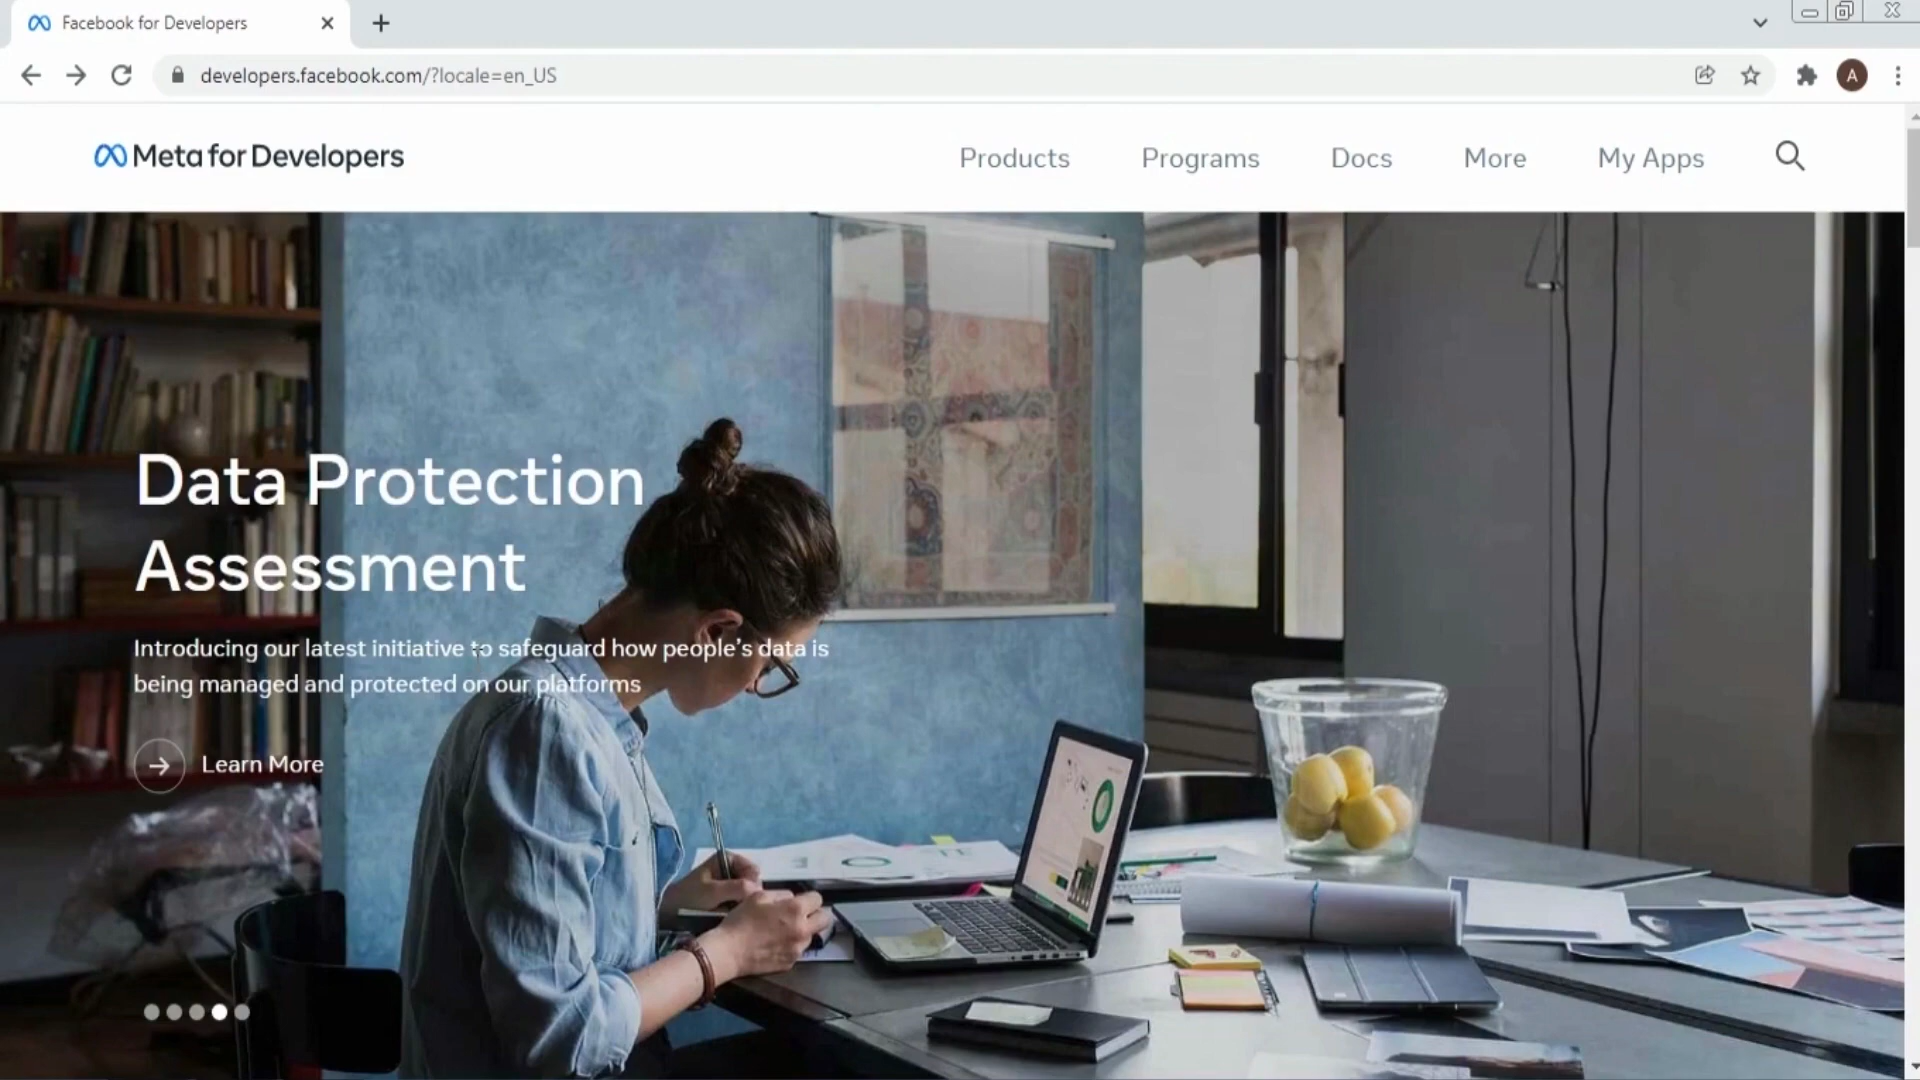 Facebook for Developers
developers.facebook.com/?locale=en_US
A
Meta for Developers
Products
Programs
Docs
More
My Apps
Data Protection
Assessment
Introducing our latest initiative to safeguard how people's data is
being managed and protected on our platforms
Learn More